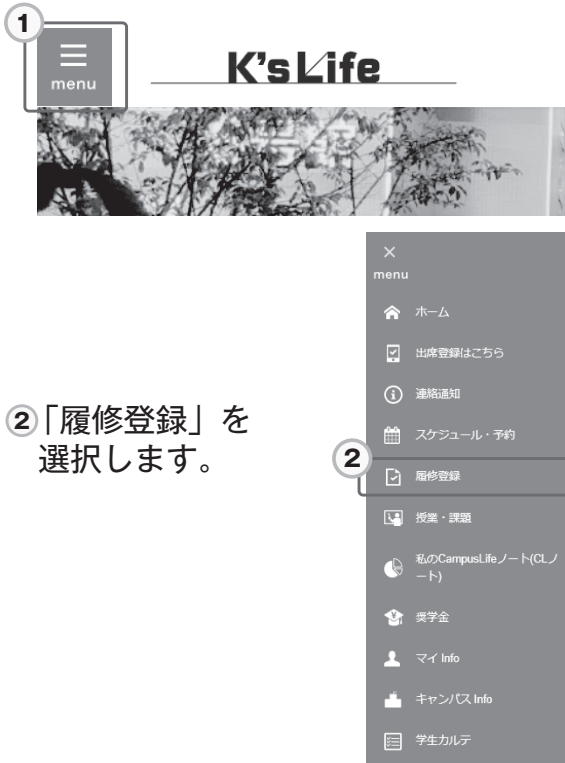 1
menu
K's Life
×
menu
ホーム
出席登録はこちら
連絡通知
スケジュール・予約
②「履修登録」を
選択します。
2
履修登録
授業・課題
私のCampusLifeノート(CLノ
ート)
奨学金
マイ Info
キャンパス Info
学生カルテ